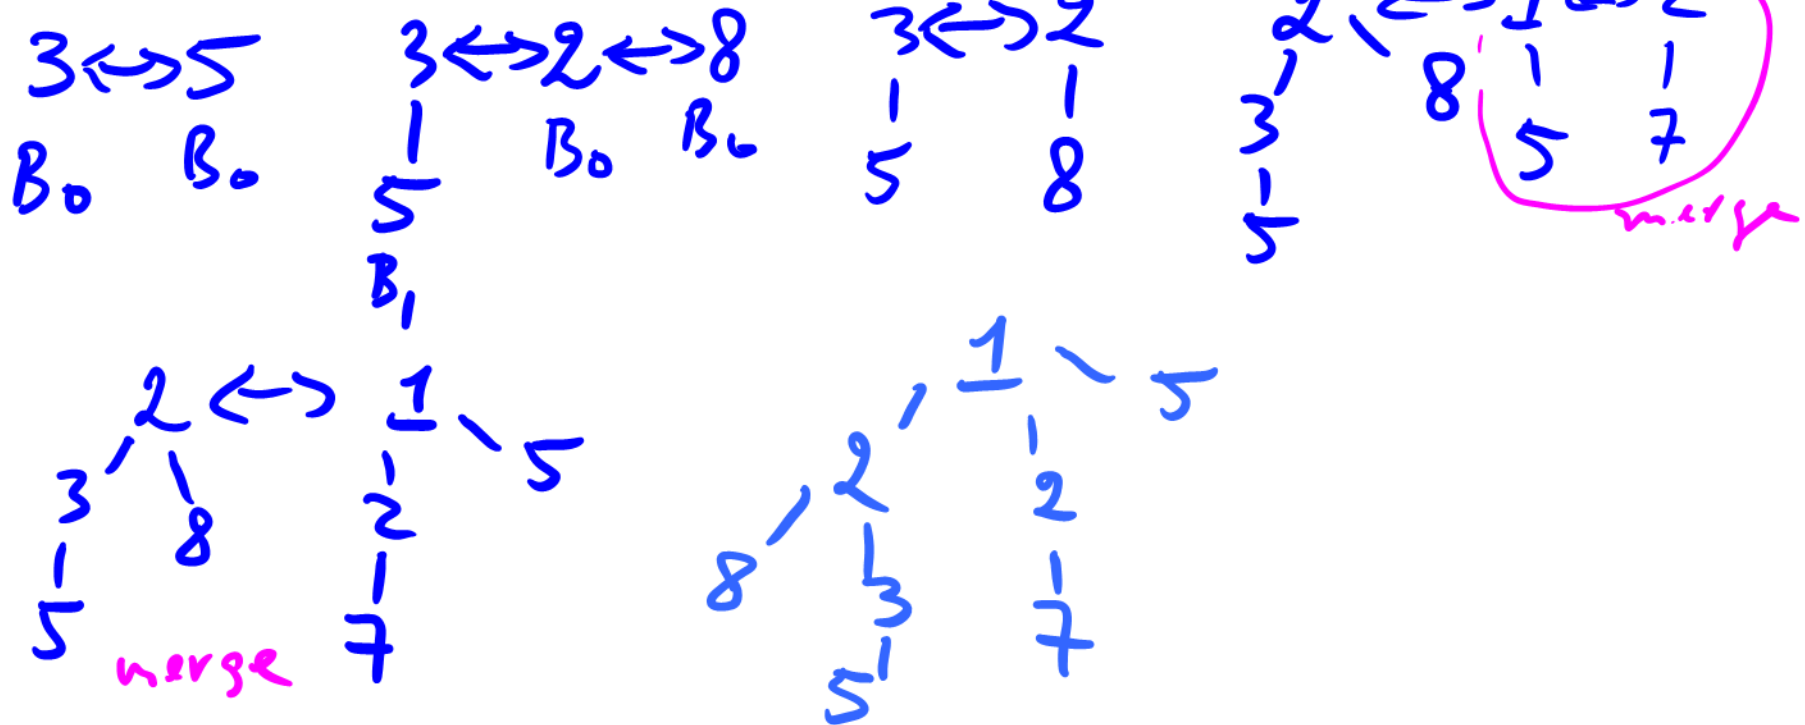 3 ↔ 5 3 ↔ 2 ↔ 8 3 ↔ 2 2 ↔ 1 ↔ 2
B₀ B₀ 5 B₀ B₀ 5 8 3 8 5 7
B₁ 5 merge
2 ↔ 1 1
3 8 2 5 2 2 5
5 7 8 3 7
merge 5